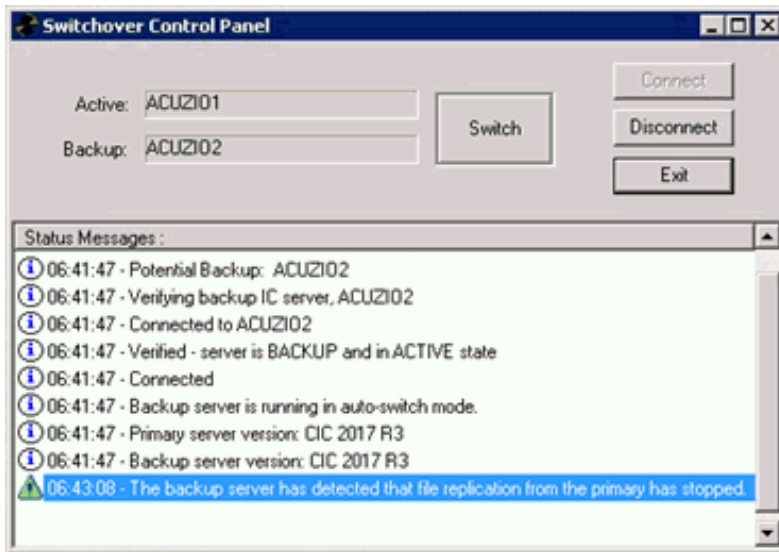 Switchover Control Panel
Active: ACUZIO1
Backup: ACUZIO2
Switch
Connect
Disconnect
Exit
Status Messages :
06:41:47 - Potential Backup: ACUZIO2
06:41:47 - Verifying backup IC server, ACUZIO2
06:41:47 - Connected to ACUZIO2
06:41:47 - Verified - server is BACKUP and in ACTIVE state
06:41:47 - Connected
06:41:47 - Backup server is running in auto-switch mode.
06:41:47 - Primary server version: CIC 2017 R3
06:41:47 - Backup server version: CIC 2017 R3
06:43:08 - The backup server has detected that file replication from the primary has stopped.